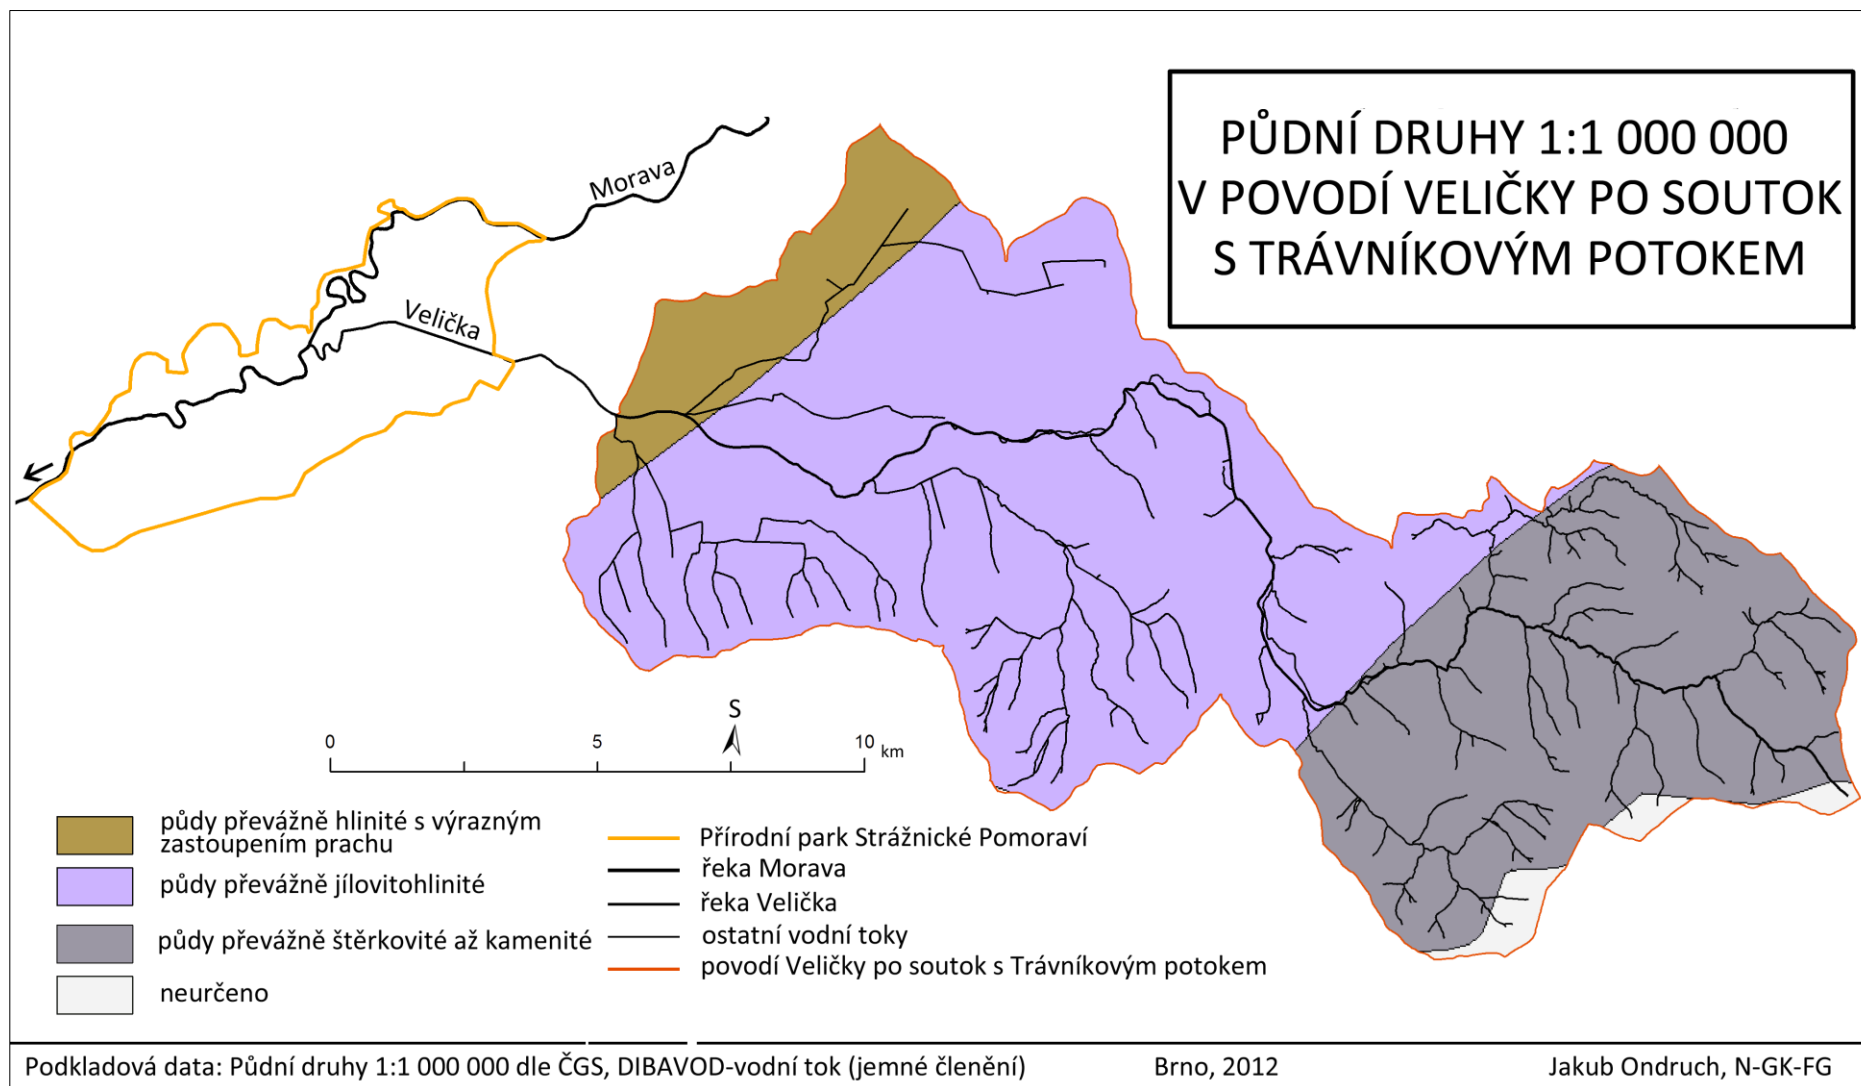 PŮDNÍ DRUHY 1:1 000 000
V POVODÍ VELIČKY PO SOUTOK
S TRÁVNÍKOVÝM POTOKEM
Morava
Velička
S
0 5 10 km
půdy převážně hlinité s výrazným
zastoupením prachu
půdy převážně jílovitohlinité
půdy převážně štěrkovité až kamenité
neurčeno
Přírodní park Strážnické Pomoraví
řeka Morava
řeka Velička
ostatní vodní toky
povodí Veličky po soutok s Trávníkovým potokem
Podkladová data: Půdní druhy 1:1 000 000 dle ČGS, DIBAVOD-vodní tok (jemné členění) Brno, 2012 Jakub Ondruch, N-GK-FG